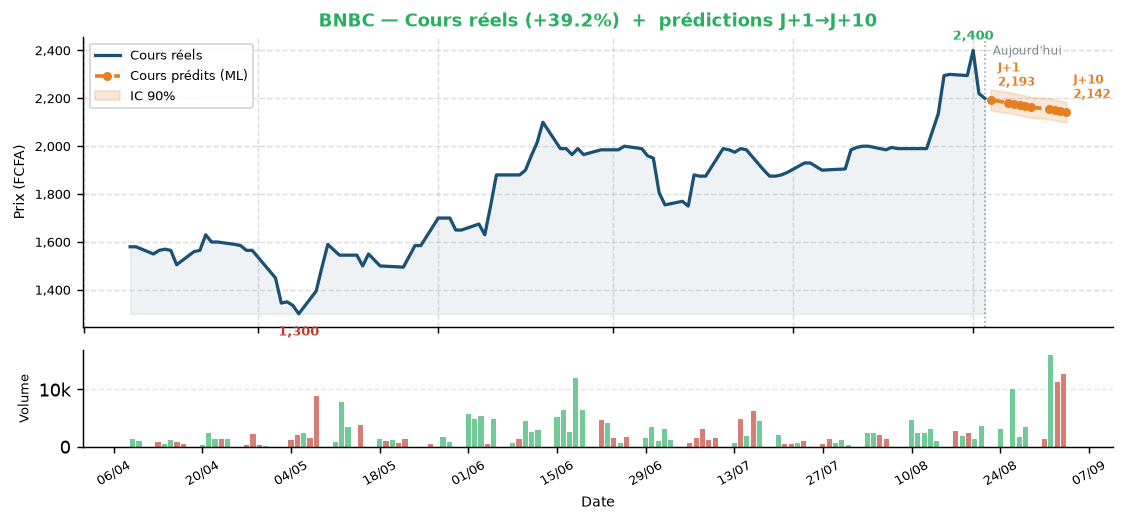 BNBC — Cours réels (+39.2%) + prédictions J+1→J+10
Cours réels
Cours prédits (ML)
IC 90%
2,400
Aujourd'hui
J+1
2,193
J+10
2,142
1,300
Prix (FCFA)
2,400
2,200
2,000
1,800
1,600
1,400
Volume
10k
0
06/04
20/04
04/05
18/05
01/06
15/06
29/06
13/07
27/07
10/08
24/08
07/09
Date